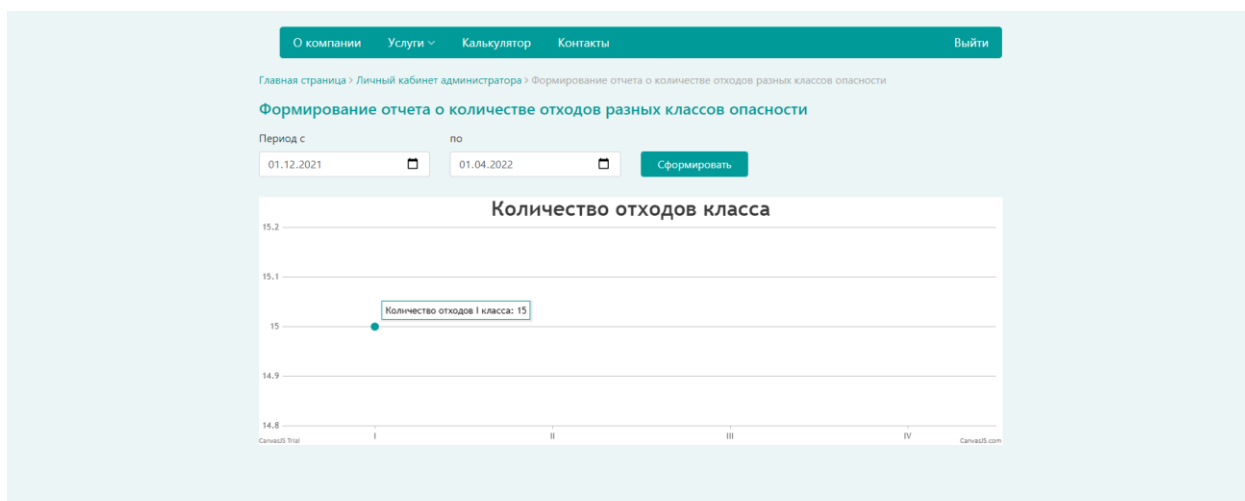 О компании Услуги Калькулятор Контакты Выйти
Главная страница > Личный кабинет администратора > Формирование отчета о количестве отходов разных классов опасности
Формирование отчета о количестве отходов разных классов опасности
Период с по
01.12.2021 01.04.2022 Сформировать
Количество отходов класса
15.2
15.1
Количество отходов I класса: 15
15
14.9
14.8
I II III IV
CanvasJS Trial CanvasJS.com